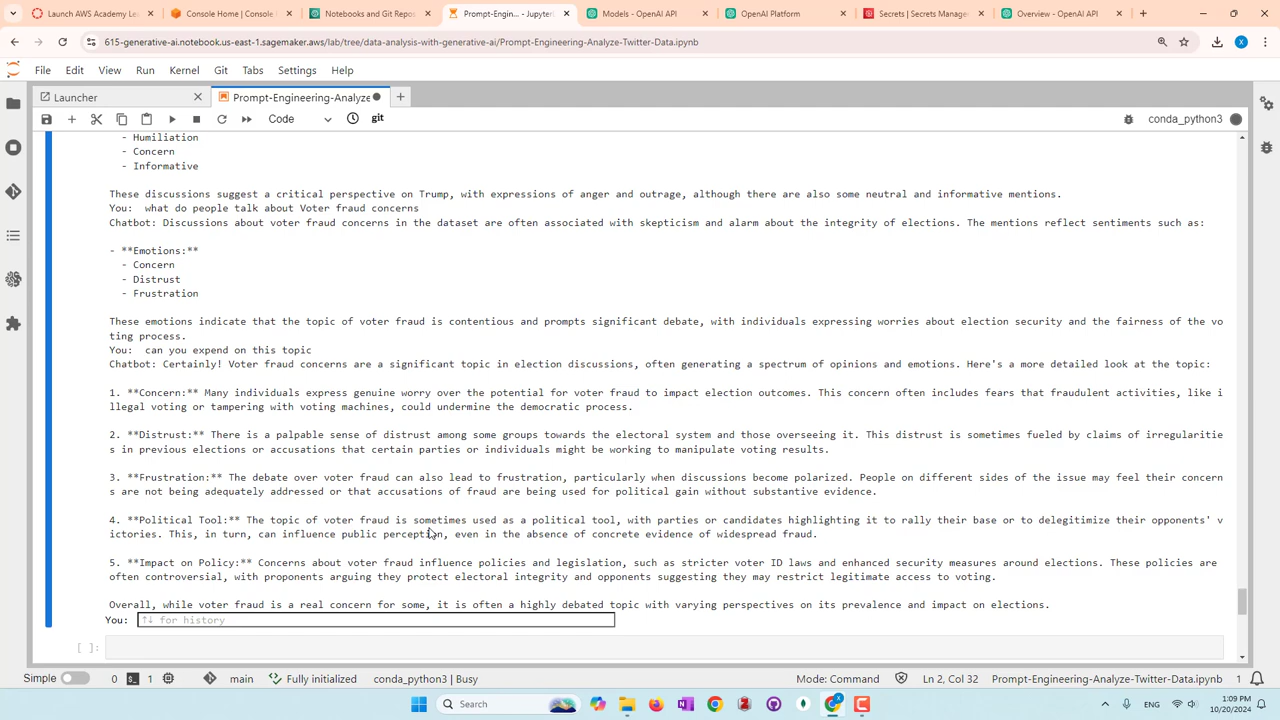 Launch AWS Academy Lea
Console Home | Console
Notebooks and Git Repos
Prompt-Engin... - Jupyterl
Models - OpenAI API
OpenAI Platform
Secrets | Secrets Manage
Overview - OpenAI API
615-generative-ai.notebook.us-east-1.sagemaker.aws/lab/tree/data-analysis-with-generative-ai/Prompt-Engineering-Analyze-Twitter-Data.ipynb
File Edit View Run Kernel Git Tabs Settings Help
Launcher
Prompt-Engineering-Analyze
Code
git
conda_python3
- Humiliation
- Concern
- Informative
These discussions suggest a critical perspective on Trump, with expressions of anger and outrage, although there are also some neutral and informative mentions.
You: what do people talk about Voter fraud concerns
Chatbot: Discussions about voter fraud concerns in the dataset are often associated with skepticism and alarm about the integrity of elections. The mentions reflect sentiments such as:
- **Emotions:**
- Concern
- Distrust
- Frustration
These emotions indicate that the topic of voter fraud is contentious and prompts significant debate, with individuals expressing worries about election security and the fairness of the vo
ting process.
You: can you expend on this topic
Chatbot: Certainly! Voter fraud concerns are a significant topic in election discussions, often generating a spectrum of opinions and emotions. Here's a more detailed look at the topic:
1. **Concern:** Many individuals express genuine worry over the potential for voter fraud to impact election outcomes. This concern often includes fears that fraudulent activities, like i
llegal voting or tampering with voting machines, could undermine the democratic process.
2. **Distrust:** There is a palpable sense of distrust among some groups towards the electoral system and those overseeing it. This distrust is sometimes fueled by claims of irregularitie
s in previous elections or accusations that certain parties or individuals might be working to manipulate voting results.
3. **Frustration:** The debate over voter fraud can also lead to frustration, particularly when discussions become polarized. People on different sides of the issue may feel their concern
s are not being adequately addressed or that accusations of fraud are being used for political gain without substantive evidence.
4. **Political Tool:** The topic of voter fraud is sometimes used as a political tool, with parties or candidates highlighting it to rally their base or to delegitimize their opponents' v
ictories. This, in turn, can influence public perception, even in the absence of concrete evidence of widespread fraud.
5. **Impact on Policy:** Concerns about voter fraud influence policies and legislation, such as stricter voter ID laws and enhanced security measures around elections. These policies are
often controversial, with proponents arguing they protect electoral integrity and opponents suggesting they may restrict legitimate access to voting.
Overall, while voter fraud is a real concern for some, it is often a highly debated topic with varying perspectives on its prevalence and impact on elections.
You: ↑↓ for history
[ ]:
Simple 0 1 main Fully initialized conda_python3 | Busy Mode: Command Ln 2, Col 32 Prompt-Engineering-Analyze-Twitter-Data.ipynb 1
Search
ENG
1:09 PM
10/20/2024